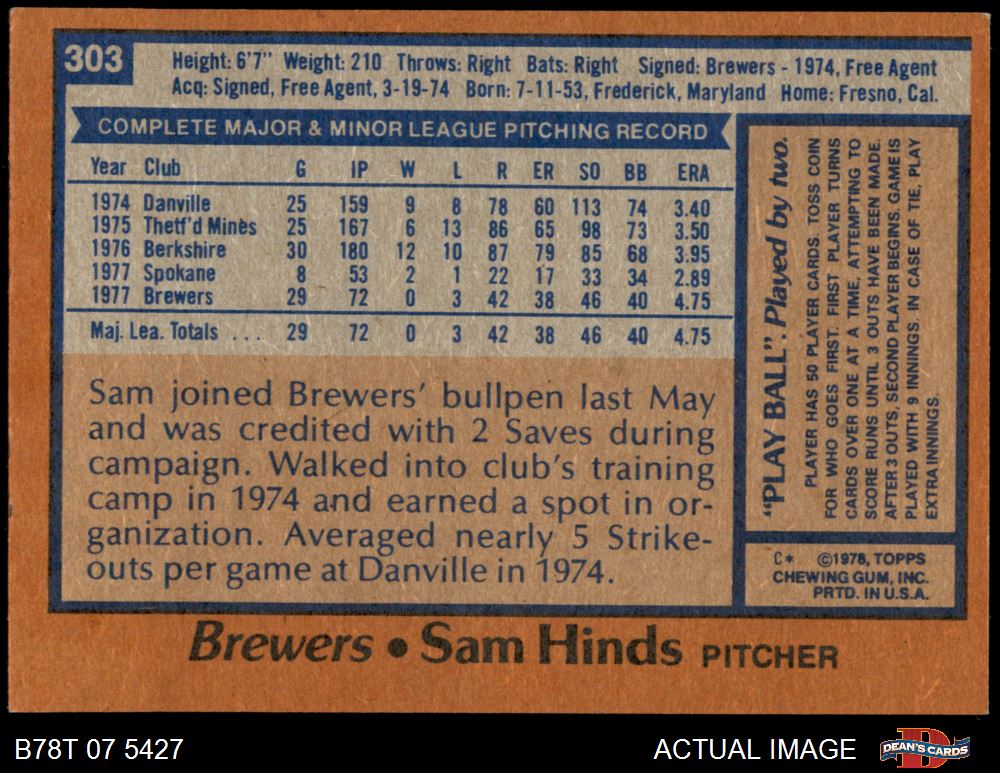 303
Height: 6'7" Weight: 210 Throws: Right Bats: Right Signed: Brewers - 1974, Free Agent
Acq: Signed, Free Agent, 3-19-74 Born: 7-11-53, Frederick, Maryland Home: Fresno, Cal.
COMPLETE MAJOR & MINOR LEAGUE PITCHING RECORD
Year Club G IP W L R ER SO BB ERA
1974 Danville 25 159 9 8 78 60 113 74 3.40
1975 Thetf'd Mines 25 167 6 13 86 65 98 73 3.50
1976 Berkshire 30 180 12 10 87 79 85 68 3.95
1977 Spokane 8 53 2 1 22 17 33 34 2.89
1977 Brewers 29 72 0 3 42 38 46 40 4.75
Maj. Lea. Totals ... 29 72 0 3 42 38 46 40 4.75
Sam joined Brewers' bullpen last May
and was credited with 2 Saves during
campaign. Walked into club's training
camp in 1974 and earned a spot in or-
ganization. Averaged nearly 5 Strike-
outs per game at Danville in 1974.
"PLAY BALL". Played by two.
PLAYER HAS 50 PLAYER CARDS. TOSS COIN
FOR WHO GOES FIRST. FIRST PLAYER TURNS
CARDS OVER ONE AT A TIME, ATTEMPTING TO
SCORE RUNS UNTIL 3 OUTS HAVE BEEN MADE.
AFTER 3 OUTS, SECOND PLAYER BEGINS. GAME IS
PLAYED WITH 9 INNINGS. IN CASE OF TIE, PLAY
EXTRA INNINGS.
C* ©1978, TOPPS
CHEWING GUM, INC.
PRTD. IN U.S.A.
Brewers • Sam Hinds PITCHER
B78T 07 5427
ACTUAL IMAGE
DEAN'S CARDS